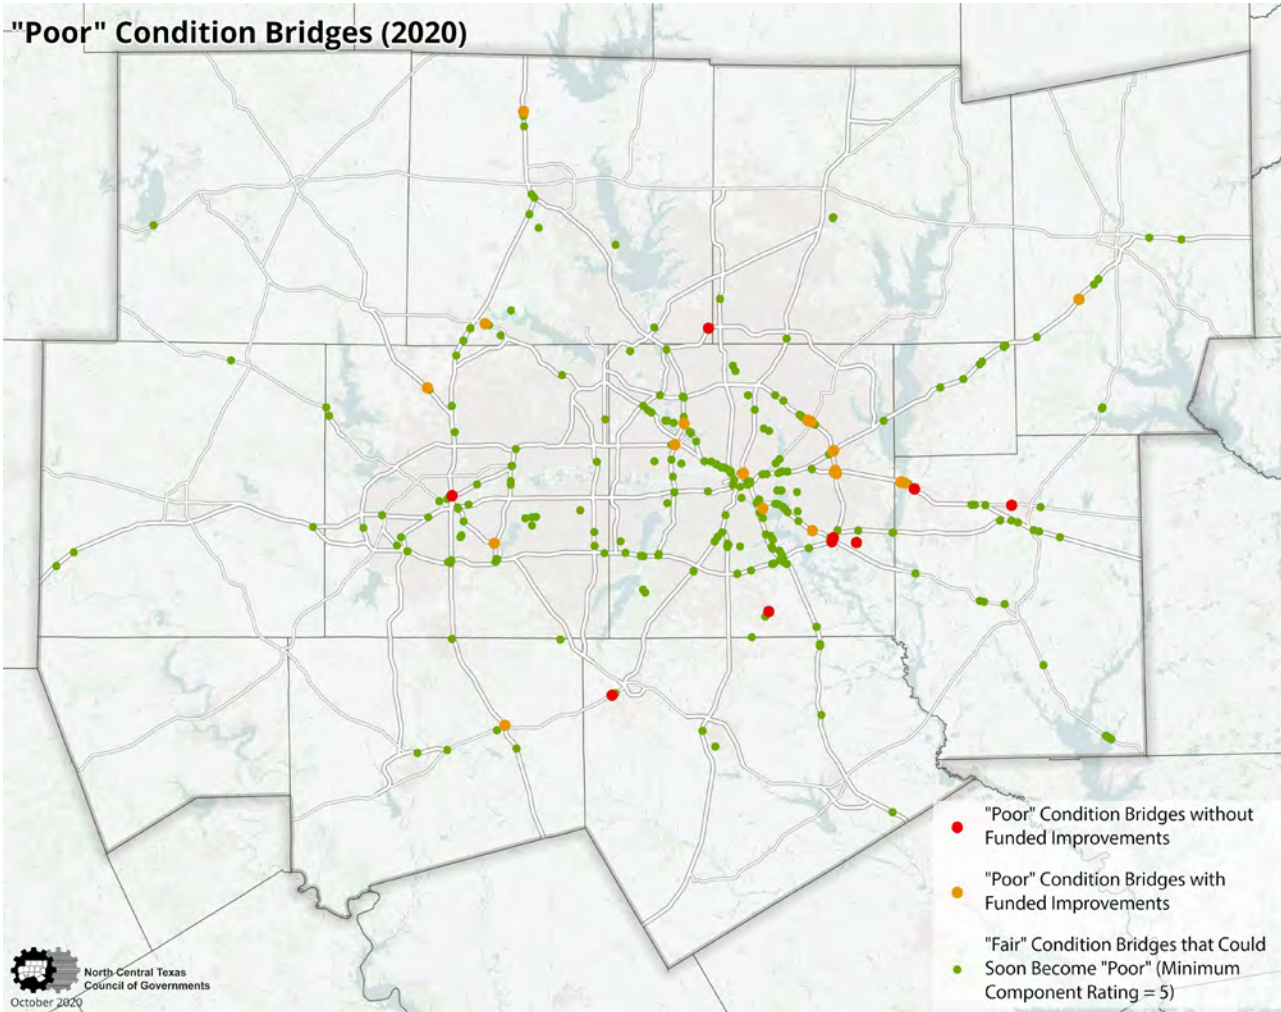 "Poor" Condition Bridges (2020)
"Poor" Condition Bridges without
Funded Improvements
"Poor" Condition Bridges with
Funded Improvements
"Fair" Condition Bridges that Could
Soon Become "Poor" (Minimum
Component Rating = 5)
North Central Texas
Council of Governments
October 2020